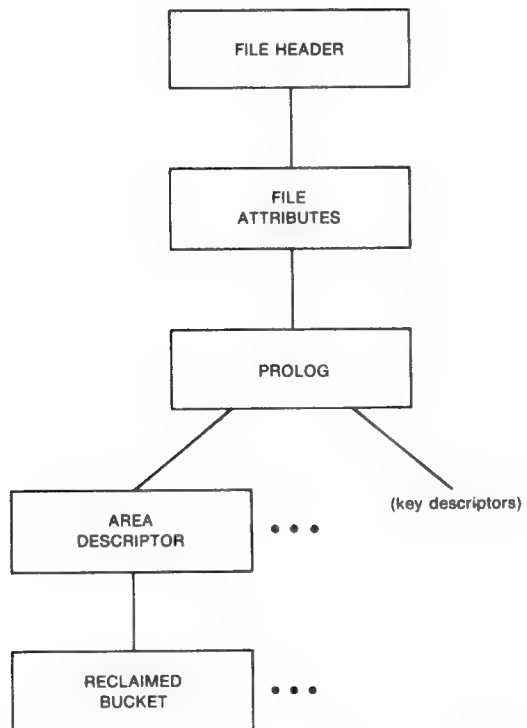 FILE HEADER
FILE
ATTRIBUTES
PROLOG
AREA
DESCRIPTOR
• • •
(key descriptors)
RECLAIMED
BUCKET
• • •